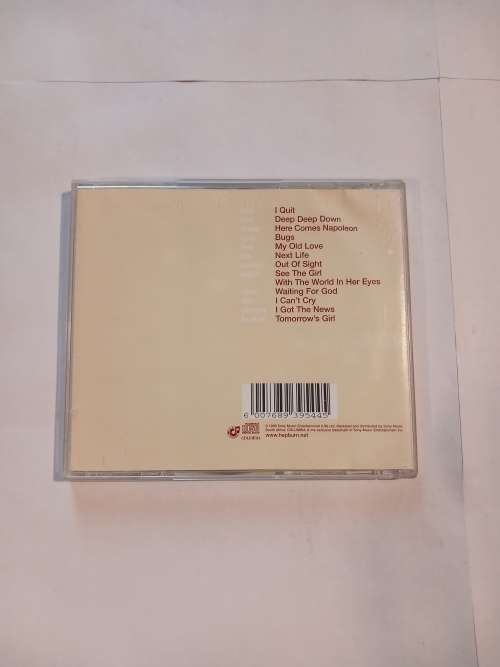 I Quit
Deep Deep Down
Here Comes Napoleon
Bugs
My Old Love
Next Life
Out Of Sight
See The Girl
With The World In Her Eyes
Waiting For God
I Can't Cry
I Got The News
Tomorrow's Girl
6 007689 395445
COLUMBIA
www.hepburn.net